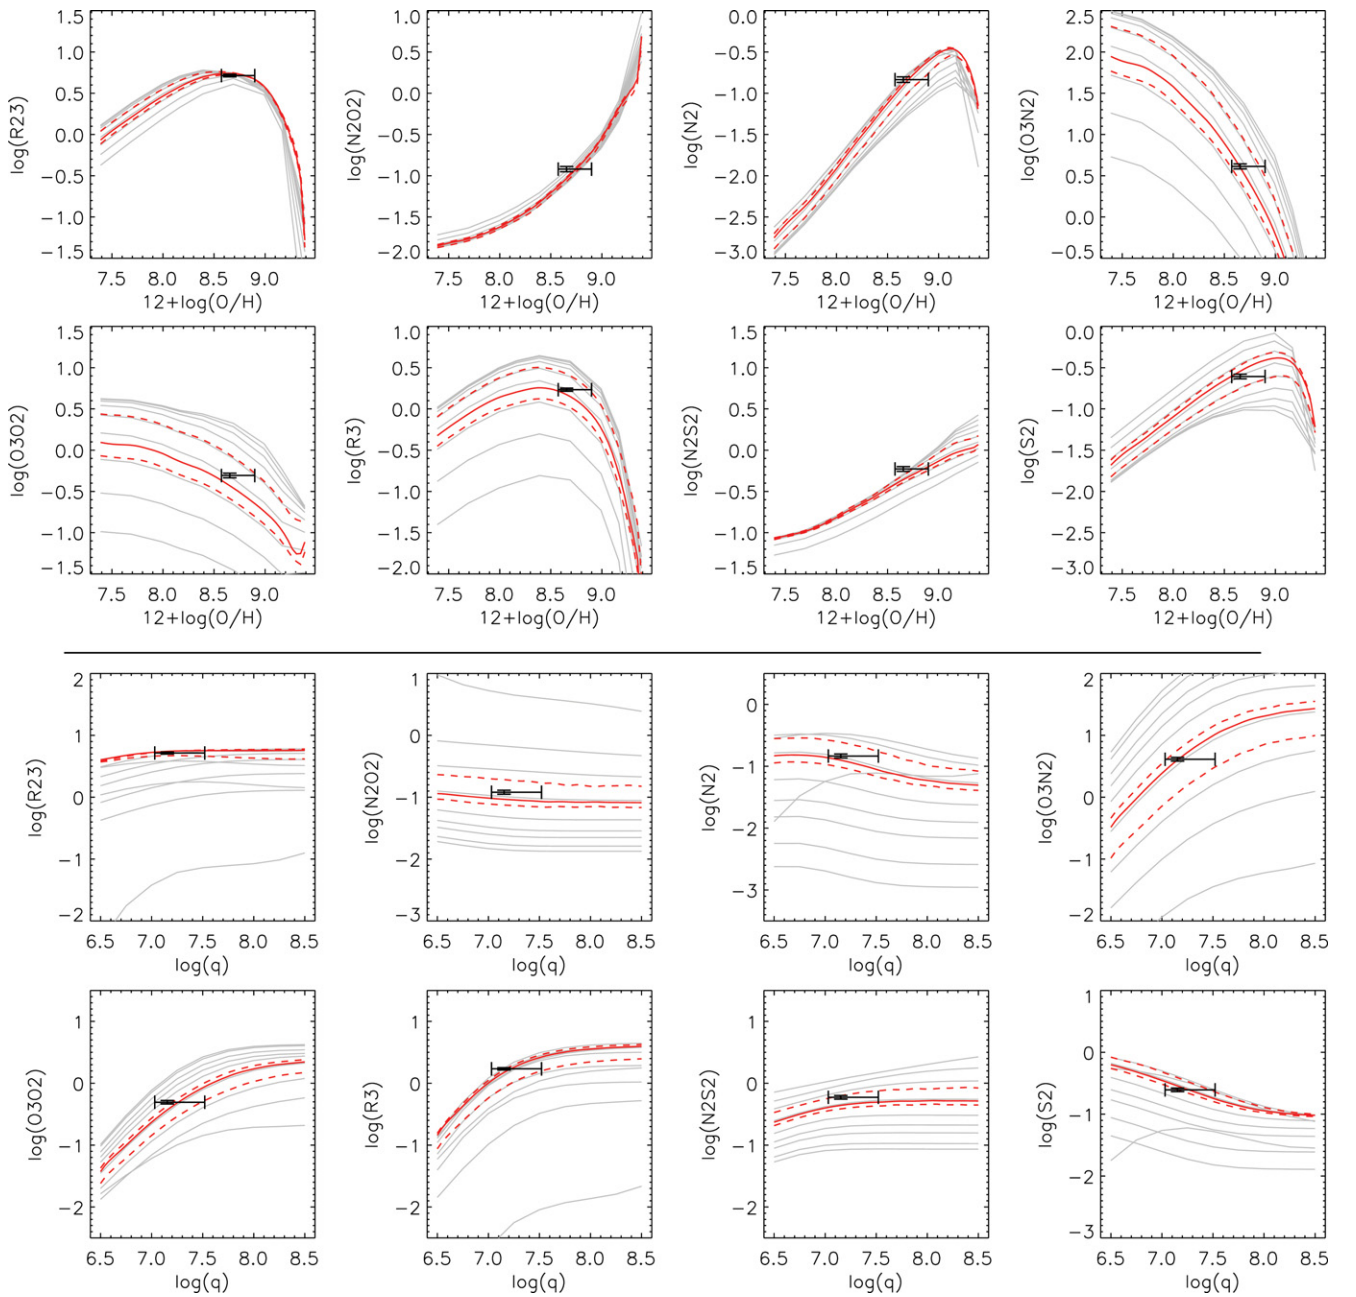 1.5 1.0 0.5 0.0 −0.5 −1.0 −1.5
log(R23)
7.5 8.0 8.5 9.0
12+log(O/H)
1.0 0.5 0.0 −0.5 −1.0 −1.5 −2.0
log(N2O2)
7.5 8.0 8.5 9.0
12+log(O/H)
−0.0 −0.5 −1.0 −1.5 −2.0 −2.5 −3.0
log(N2)
7.5 8.0 8.5 9.0
12+log(O/H)
2.5 2.0 1.5 1.0 0.5 0.0 −0.5
log(O3N2)
7.5 8.0 8.5 9.0
12+log(O/H)
1.5 1.0 0.5 0.0 −0.5 −1.0 −1.5
log(O3O2)
7.5 8.0 8.5 9.0
12+log(O/H)
1.0 0.5 0.0 −0.5 −1.0 −1.5 −2.0
log(R3)
7.5 8.0 8.5 9.0
12+log(O/H)
1.5 1.0 0.5 0.0 −0.5 −1.0 −1.5
log(N2S2)
7.5 8.0 8.5 9.0
12+log(O/H)
0.0 −0.5 −1.0 −1.5 −2.0 −2.5 −3.0
log(S2)
7.5 8.0 8.5 9.0
12+log(O/H)
2 1 0 −1 −2
log(R23)
6.5 7.0 7.5 8.0 8.5
log(q)
1 0 −1 −2 −3
log(N2O2)
6.5 7.0 7.5 8.0 8.5
log(q)
0 −1 −2 −3
log(N2)
6.5 7.0 7.5 8.0 8.5
log(q)
2 1 0 −1 −2
log(O3N2)
6.5 7.0 7.5 8.0 8.5
log(q)
1 0 −1 −2
log(O3O2)
6.5 7.0 7.5 8.0 8.5
log(q)
1 0 −1 −2
log(R3)
6.5 7.0 7.5 8.0 8.5
log(q)
1 0 −1 −2
log(N2S2)
6.5 7.0 7.5 8.0 8.5
log(q)
1 0 −1 −2 −3
log(S2)
6.5 7.0 7.5 8.0 8.5
log(q)